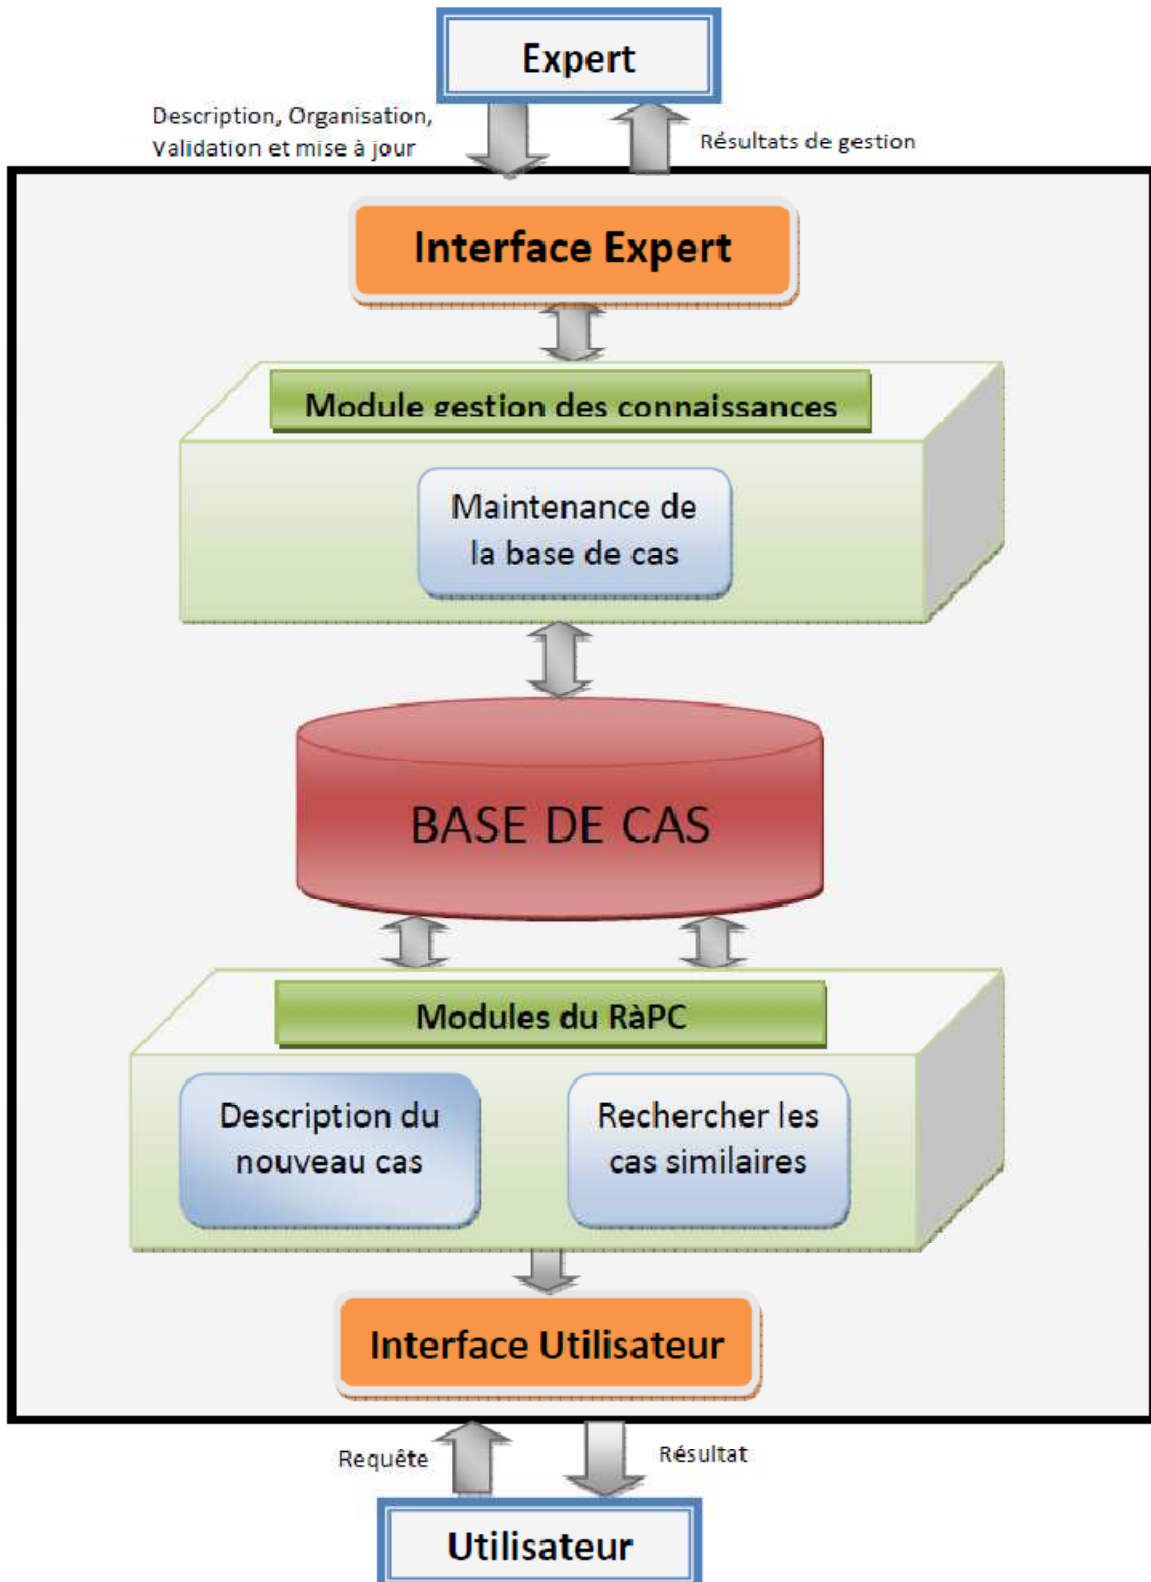 Expert
Description, Organisation,
Validation et mise à jour
Résultats de gestion
Interface Expert
Module gestion des connaissances
Maintenance de
la base de cas
BASE DE CAS
Modules du RàPC
Description du
nouveau cas
Rechercher les
cas similaires
Interface Utilisateur
Requête
Résultat
Utilisateur